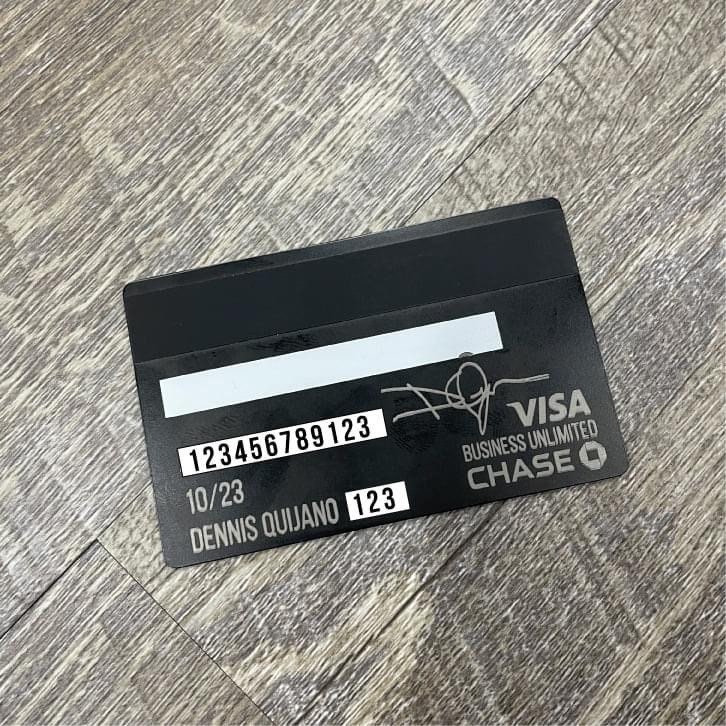 123456789123
10/23
DENNIS QUIJANO 123
VISA
BUSINESS UNLIMITED
CHASE